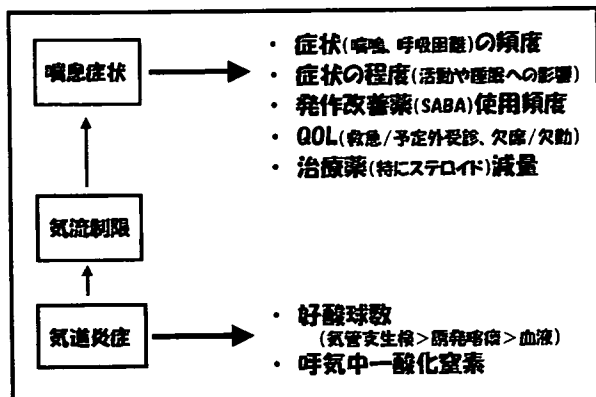 喘息症状
・ 症状(喘鳴、呼吸困難)の頻度
・ 症状の程度(活動や睡眠への影響)
・ 発作改善薬(SABA)使用頻度
・ QOL(救急/予定外受診、欠席/欠勤)
・ 治療薬(特にステロイド)減量
気流制限
気道炎症
・ 好酸球数
(気管支生検>誘発喀痰>血液)
・ 呼気中一酸化窒素